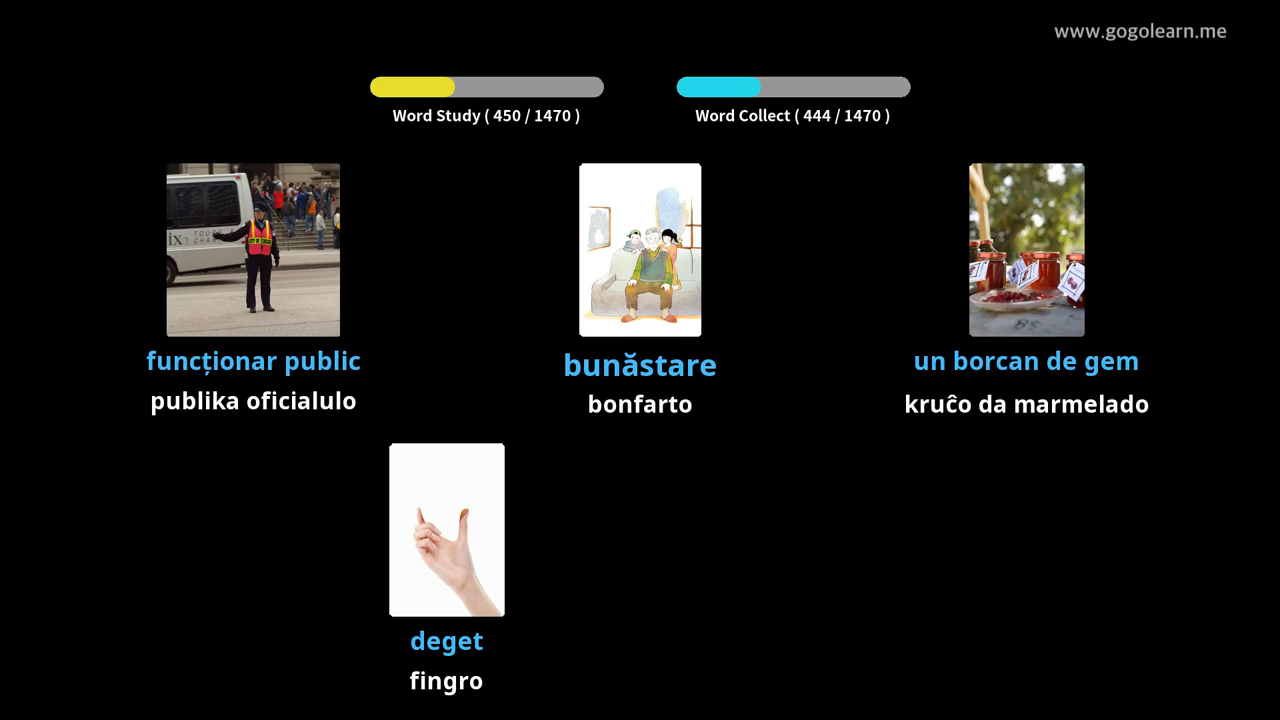 www.gogolearn.me
Word Study ( 450 / 1470 )
Word Collect ( 444 / 1470 )
funcționar public
publika oficialulo
bunăstare
bonfarto
un borcan de gem
kruĉo da marmelado
deget
fingro